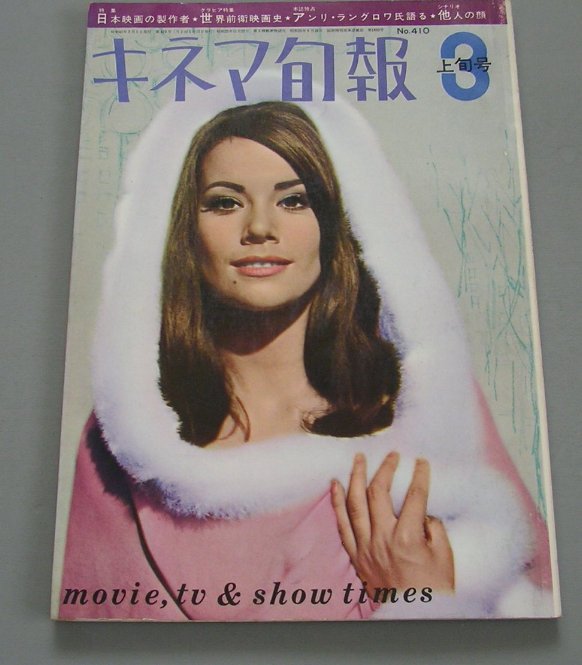 特集 グラビア特集 本誌特占 シナリオ
日本映画の製作者★世界前衛映画史★アンリ・ラングロワ氏語る★他人の顔
No.410
キネマ旬報
3
上旬号
movie, tv & show times